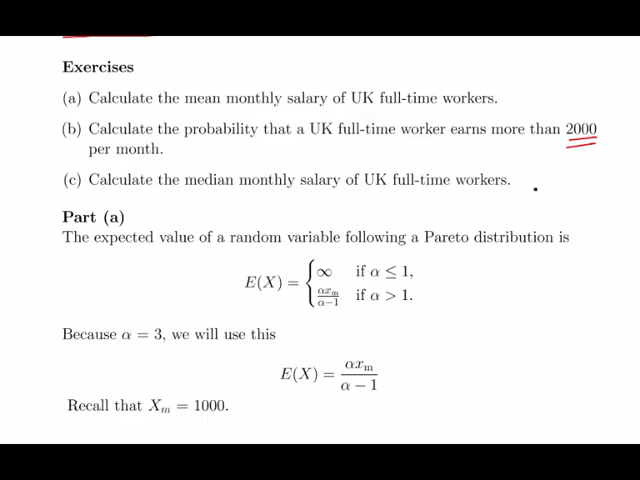 Exercises
(a) Calculate the mean monthly salary of UK full-time workers.
(b) Calculate the probability that a UK full-time worker earns more than 2000
per month.
(c) Calculate the median monthly salary of UK full-time workers.
Part (a)
The expected value of a random variable following a Pareto distribution is
E(X) = { ∞ if α ≤ 1,
αxₘ/α−1 if α > 1.
Because α = 3, we will use this
E(X) = αxₘ/α − 1
Recall that Xₘ = 1000.